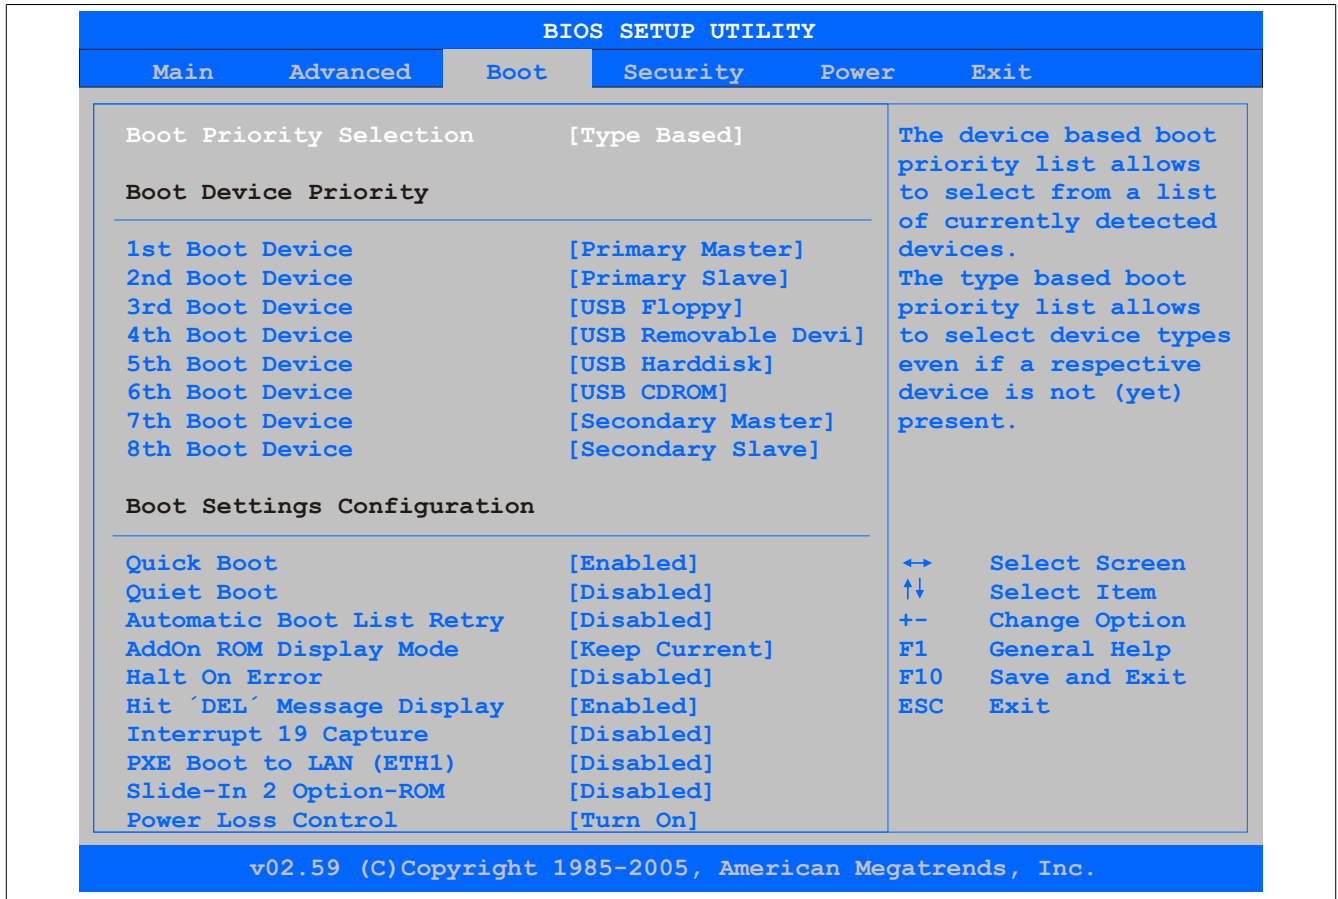 BIOS SETUP UTILITY
Main Advanced Boot Security Power Exit
Boot Priority Selection [Type Based]
Boot Device Priority
1st Boot Device [Primary Master]
2nd Boot Device [Primary Slave]
3rd Boot Device [USB Floppy]
4th Boot Device [USB Removable Devi]
5th Boot Device [USB Harddisk]
6th Boot Device [USB CDROM]
7th Boot Device [Secondary Master]
8th Boot Device [Secondary Slave]
Boot Settings Configuration
Quick Boot [Enabled]
Quiet Boot [Disabled]
Automatic Boot List Retry [Disabled]
AddOn ROM Display Mode [Keep Current]
Halt On Error [Disabled]
Hit ´DEL´ Message Display [Enabled]
Interrupt 19 Capture [Disabled]
PXE Boot to LAN (ETH1) [Disabled]
Slide-In 2 Option-ROM [Disabled]
Power Loss Control [Turn On]
The device based boot
priority list allows
to select from a list
of currently detected
devices.
The type based boot
priority list allows
to select device types
even if a respective
device is not (yet)
present.
↔ Select Screen
↑↓ Select Item
+- Change Option
F1 General Help
F10 Save and Exit
ESC Exit
v02.59 (C)Copyright 1985-2005, American Megatrends, Inc.